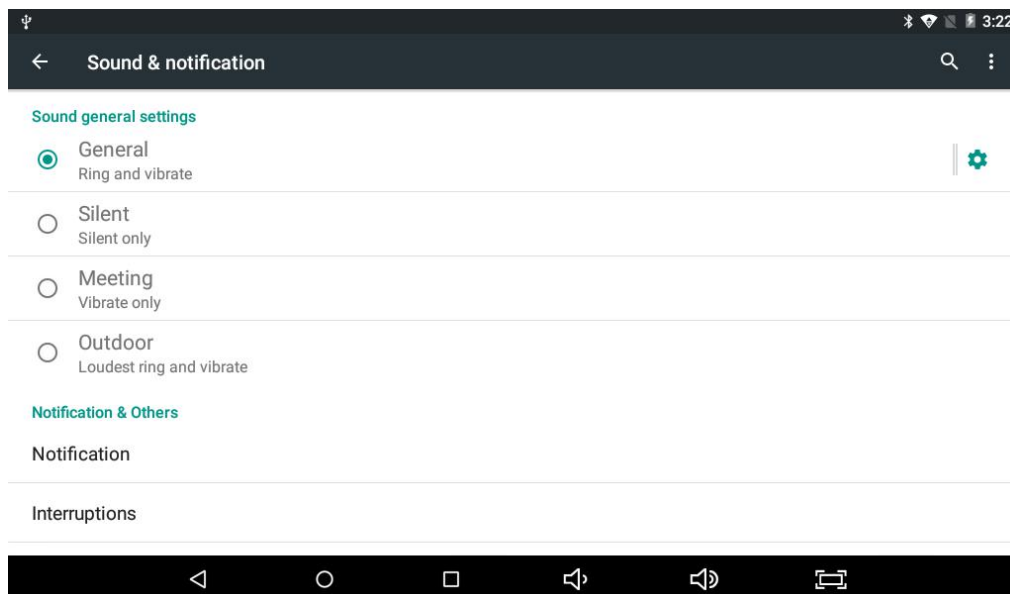 3:22
Sound & notification
Sound general settings
General
Ring and vibrate
Silent
Silent only
Meeting
Vibrate only
Outdoor
Loudest ring and vibrate
Notification & Others
Notification
Interruptions